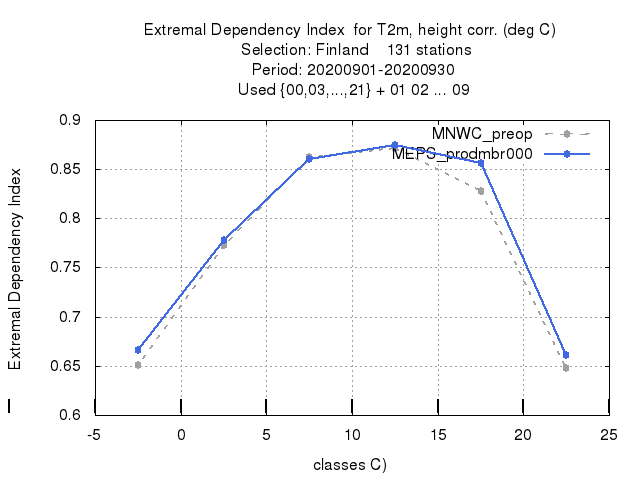 Extremal Dependency Index  for T2m, height corr. (deg C)
Selection: Finland    131 stations
Period: 20200901-20200930
Used {00,03,...,21} + 01 02 ... 09
MNWC_preop
MEPS_prodmbr000
Extremal Dependency Index
0.9
0.85
0.8
0.75
0.7
0.65
0.6
-5
0
5
10
15
20
25
classes C)